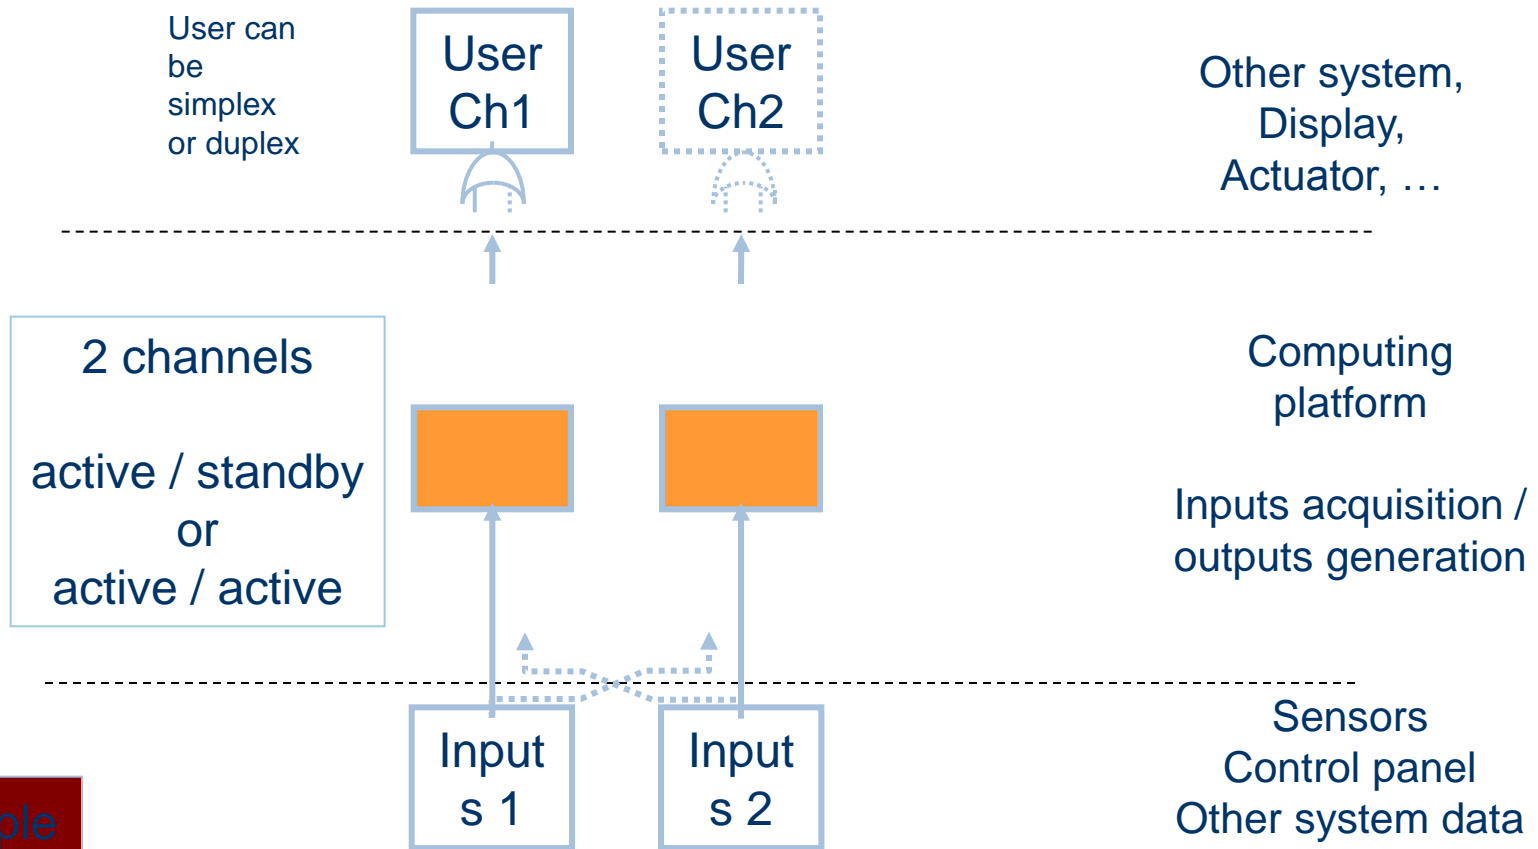 User can
be
simplex
or duplex
User
Ch1
User
Ch2
Other system,
Display,
Actuator, …
2 channels
active / standby
or
active / active
Computing
platform
Inputs acquisition /
outputs generation
Input
s 1
Input
s 2
Sensors
Control panel
Other system data